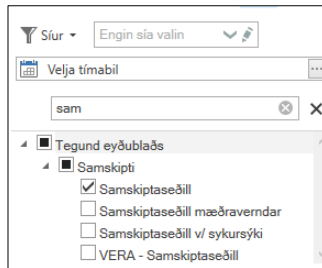 Síur Engin sía valin
Velja tímabil
sam
Tegund eyðublaðs
Samskipti
Samskiptaseðill
Samskiptaseðill mæðraverndar
Samskiptaseðill v/ sykursýki
VERA - Samskiptaseðill